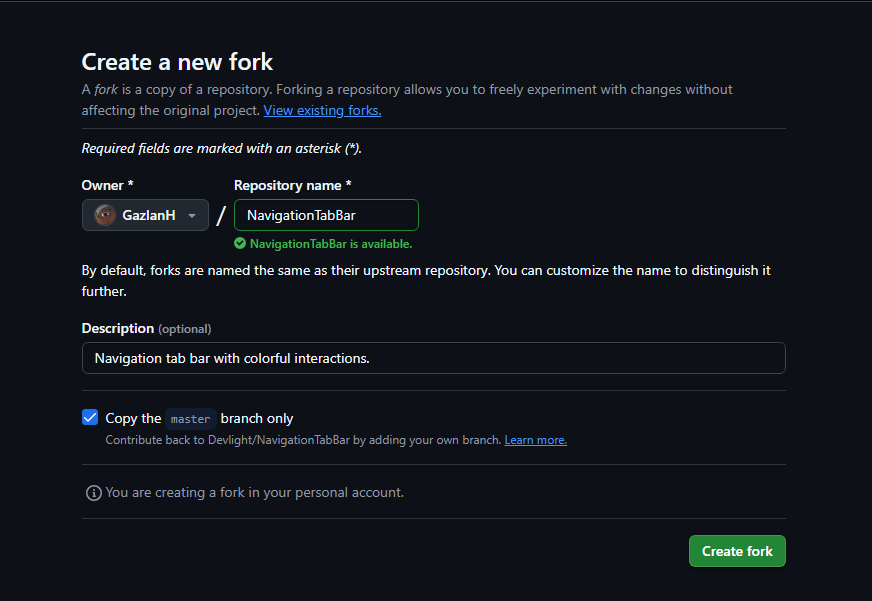 Create a new fork
A fork is a copy of a repository. Forking a repository allows you to freely experiment with changes without
affecting the original project. View existing forks.
Required fields are marked with an asterisk (*).
Owner * Repository name *
GazlanH / NavigationTabBar
NavigationTabBar is available.
By default, forks are named the same as their upstream repository. You can customize the name to distinguish it
further.
Description (optional)
Navigation tab bar with colorful interactions.
Copy the master branch only
Contribute back to Devlight/NavigationTabBar by adding your own branch. Learn more.
You are creating a fork in your personal account.
Create fork